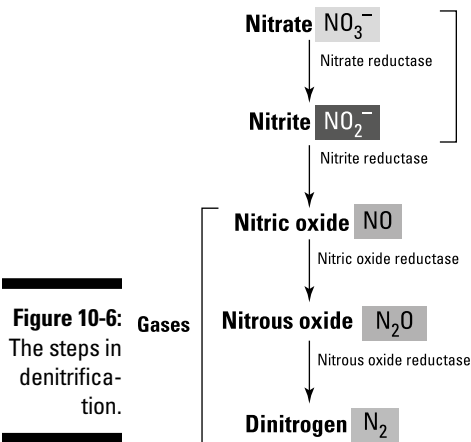 Nitrate NO₃⁻
Nitrate reductase
Nitrite NO₂⁻
Nitrite reductase
Nitric oxide NO
Nitric oxide reductase
Gases
Nitrous oxide N₂O
Nitrous oxide reductase
Dinitrogen N₂
Figure 10-6:
The steps in
denitrifica-
tion.